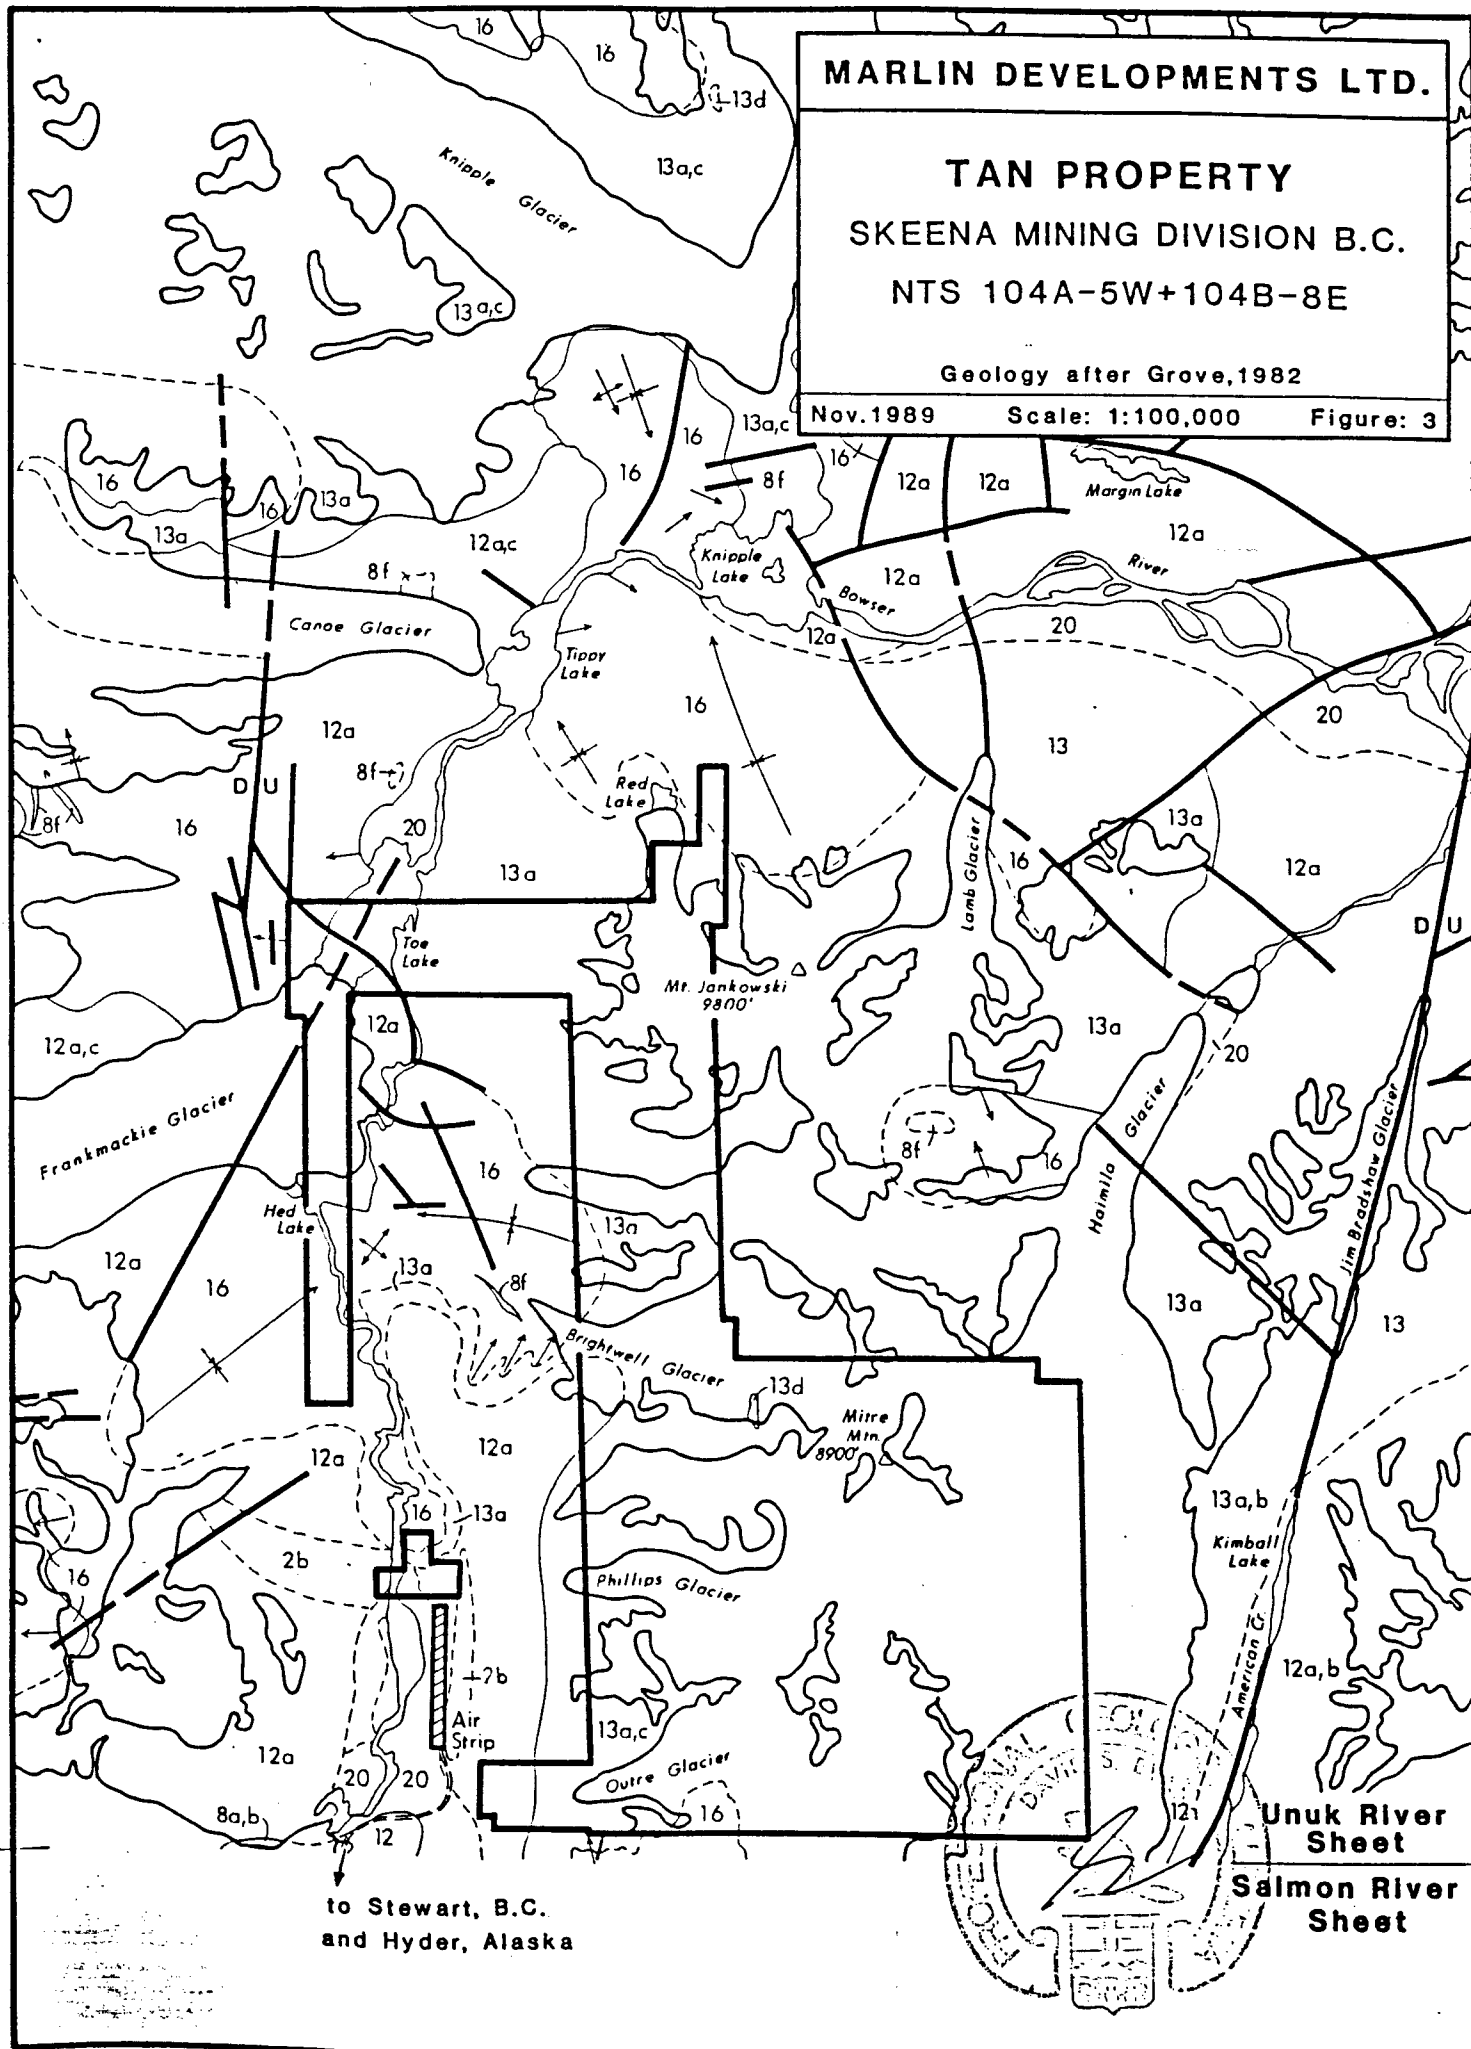 MARLIN DEVELOPMENTS LTD.
TAN PROPERTY
SKEENA MINING DIVISION B.C.
NTS 104A-5W+104B-8E
Geology after Grove,1982
Nov.1989 Scale: 1:100,000 Figure: 3
16
16
13d
13a,c
Knipple
Glacier
13a,c
16
16
13a,c
16
8f
12a
12a
Margin Lake
16
16
13a
13a
12a,c
Knipple
Lake
12a
12a
River
Bowser
8f
Canoe Glacier
12a
20
Tippy
Lake
16
12a
13
20
8f
Red
Lake
D U
8f
16
20
13a
13a
16
12a
Lamb Glacier
D U
Toe
Lake
Mt. Jankowski
9800'
12a
13a
20
12a,c
Frankmackie Glacier
Haimila
Glacier
Jim Bradshaw Glacier
8f
16
16
Hed
Lake
13a
12a
16
13a
8f
13a
13
Brightwell Glacier
13d
Mitre
Mtn.
8900'
12a
12a
13a,b
16
13a
Kimball
Lake
2b
16
Phillips Glacier
American Cr.
2b
12a,b
Air
Strip
12a
13a,c
20
20
Outre Glacier
16
8a,b
12
Unuk River
Sheet
Salmon River
Sheet
to Stewart, B.C.
and Hyder, Alaska